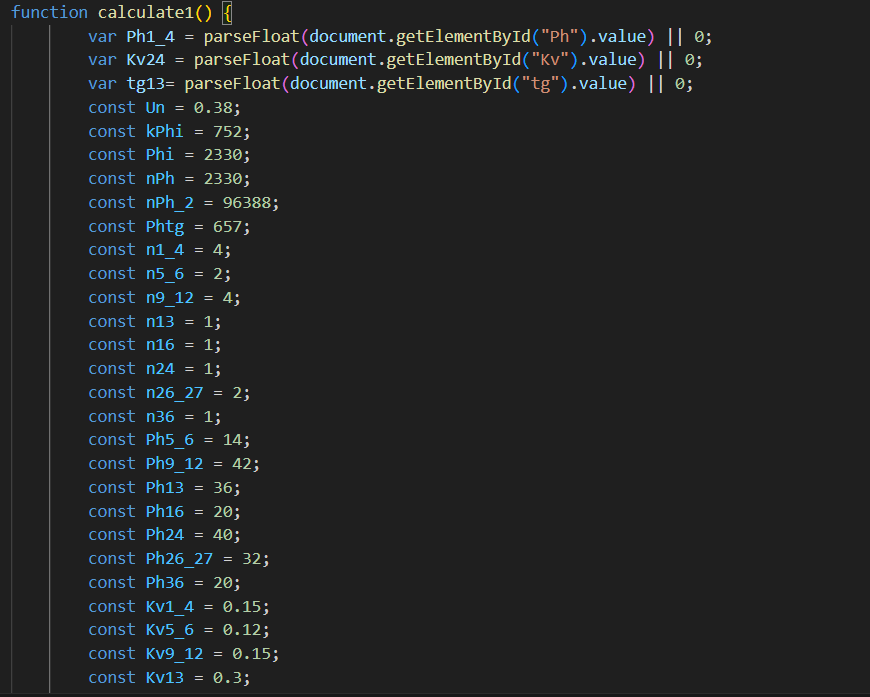 function calculate1() {
var Ph1_4 = parseFloat(document.getElementById("Ph").value) || 0;
var Kv24 = parseFloat(document.getElementById("Kv").value) || 0;
var tg13= parseFloat(document.getElementById("tg").value) || 0;
const Un = 0.38;
const kPhi = 752;
const Phi = 2330;
const nPh = 2330;
const nPh_2 = 96388;
const Phtg = 657;
const n1_4 = 4;
const n5_6 = 2;
const n9_12 = 4;
const n13 = 1;
const n16 = 1;
const n24 = 1;
const n26_27 = 2;
const n36 = 1;
const Ph5_6 = 14;
const Ph9_12 = 42;
const Ph13 = 36;
const Ph16 = 20;
const Ph24 = 40;
const Ph26_27 = 32;
const Ph36 = 20;
const Kv1_4 = 0.15;
const Kv5_6 = 0.12;
const Kv9_12 = 0.15;
const Kv13 = 0.3;